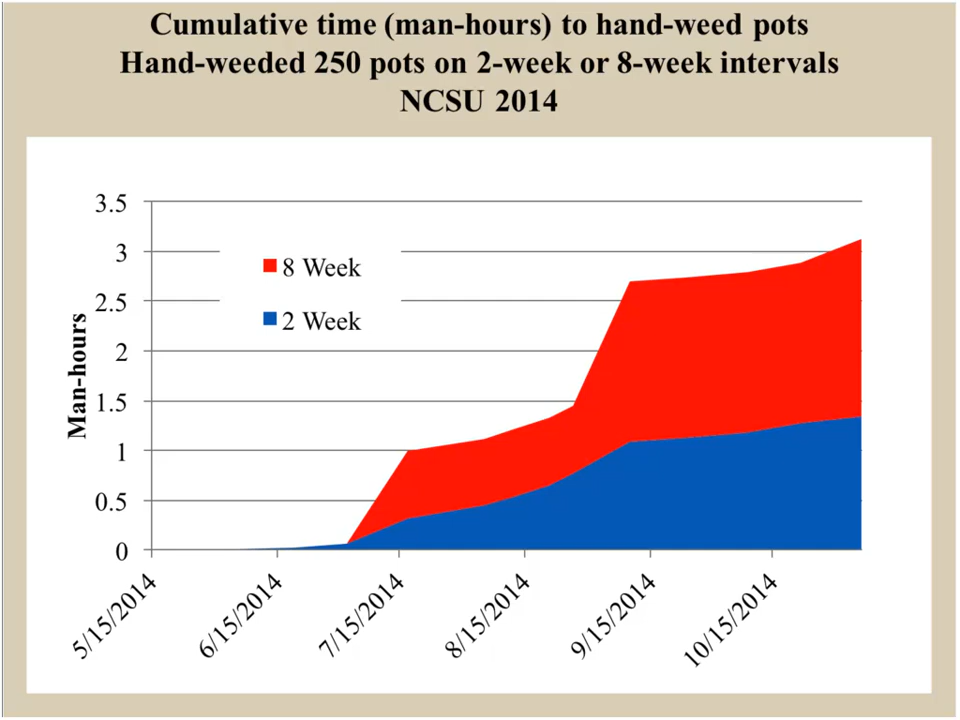 Cumulative time (man-hours) to hand-weed pots
Hand-weeded 250 pots on 2-week or 8-week intervals
NCSU 2014
3.5
3
2.5
2
1.5
1
0.5
0
Man-hours
8 Week
2 Week
5/15/2014
6/15/2014
7/15/2014
8/15/2014
9/15/2014
10/15/2014